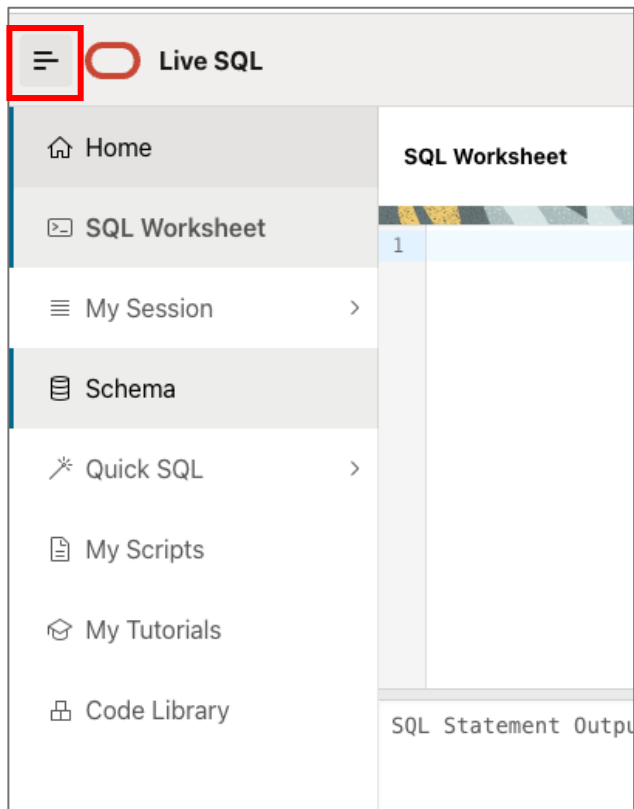 Live SQL
Home
SQL Worksheet
My Session
Schema
Quick SQL
My Scripts
My Tutorials
Code Library
SQL Worksheet
1
SQL Statement Outpu